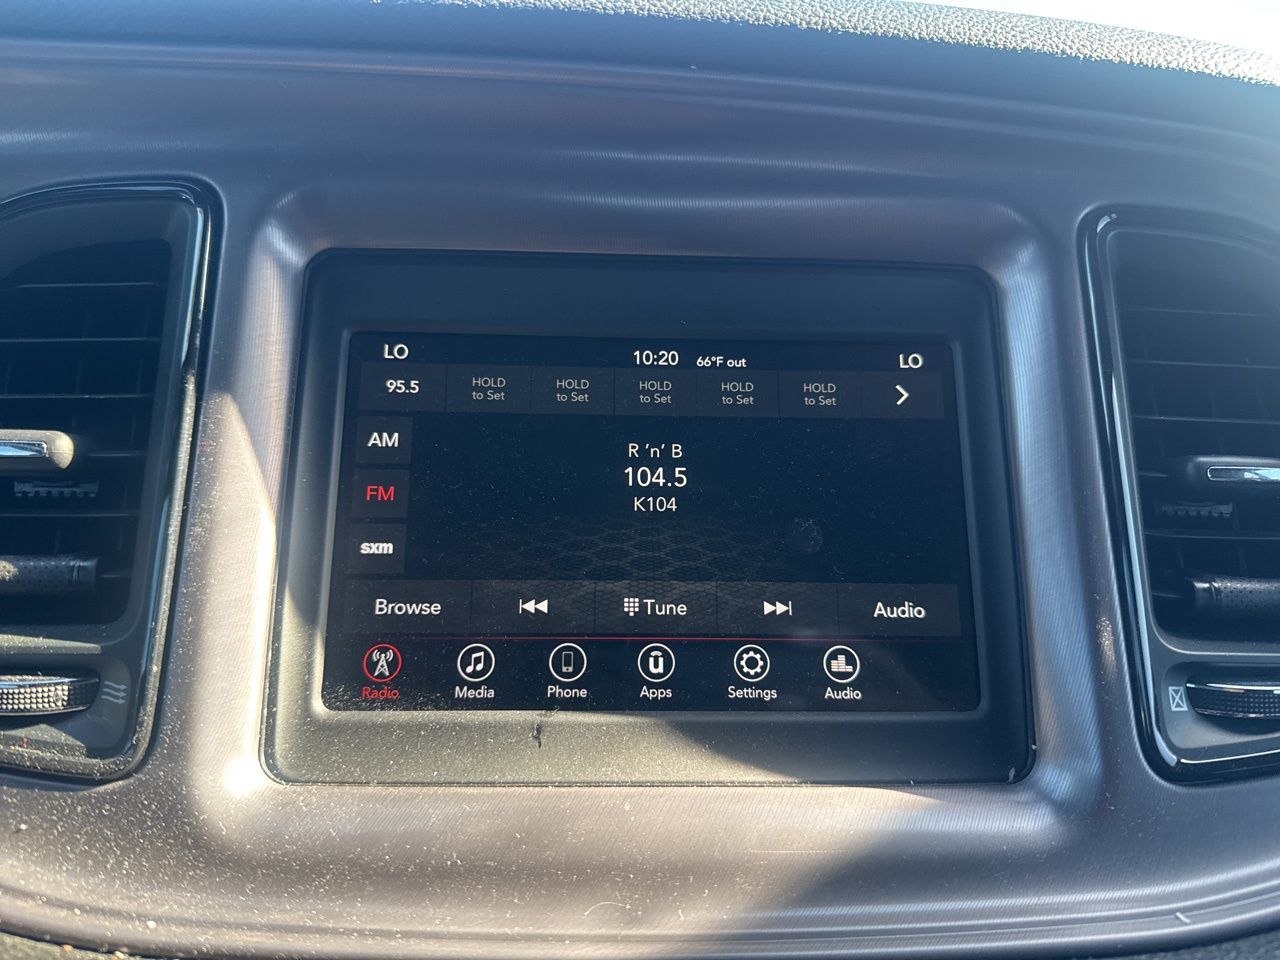 LO 10:20 66°F out LO
95.5 HOLD to Set HOLD to Set HOLD to Set HOLD to Set HOLD to Set
AM
R 'n' B
104.5
FM
K104
sxm
Browse Tune Audio
Radio Media Phone Apps Settings Audio